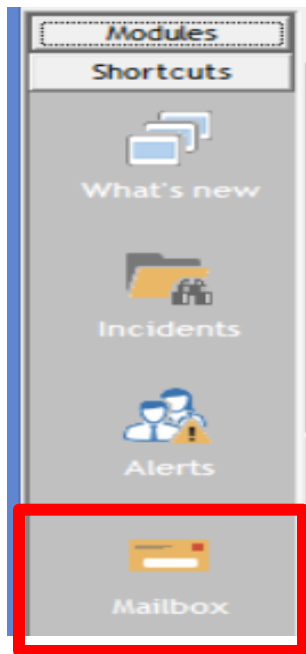 Modules
Shortcuts
What's new
Incidents
Alerts
Mailbox